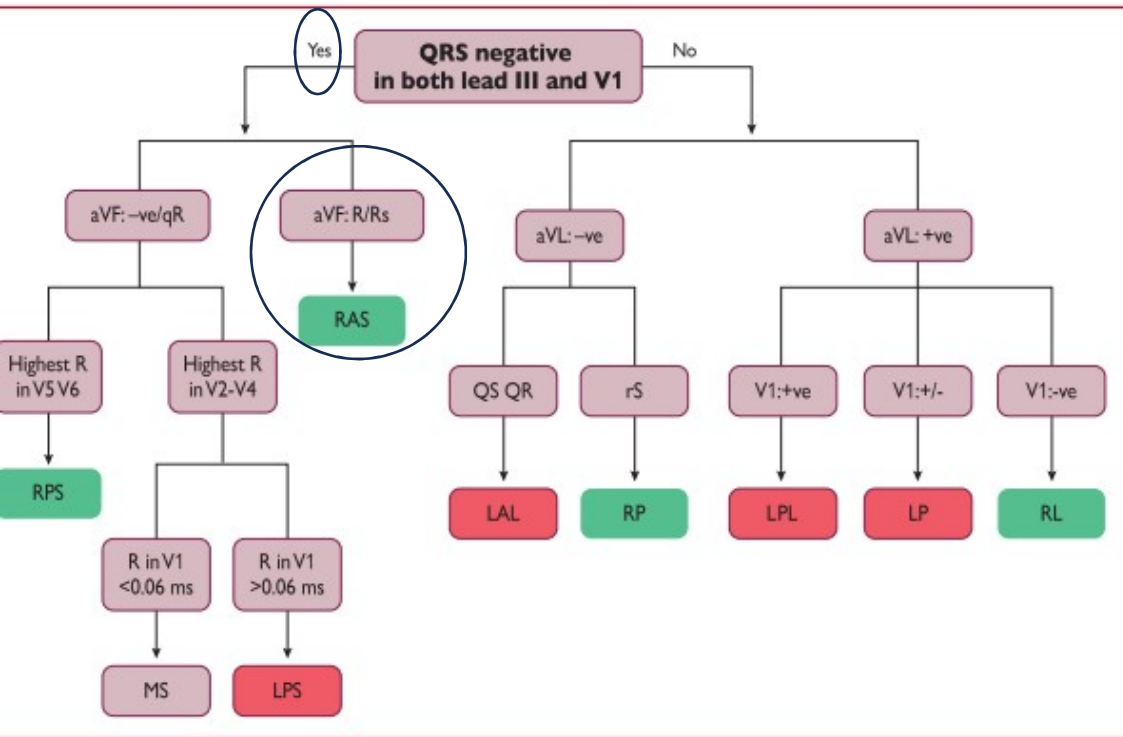 Yes
QRS negative
in both lead III and V1
No
aVF: –ve/qR
aVF: R/Rs
aVL: –ve
aVL: +ve
RAS
Highest R
in V5 V6
Highest R
in V2-V4
QS QR
rS
V1:+ve
V1:+/-
V1:-ve
RPS
LAL
RP
LPL
LP
RL
R in V1
<0.06 ms
R in V1
>0.06 ms
MS
LPS